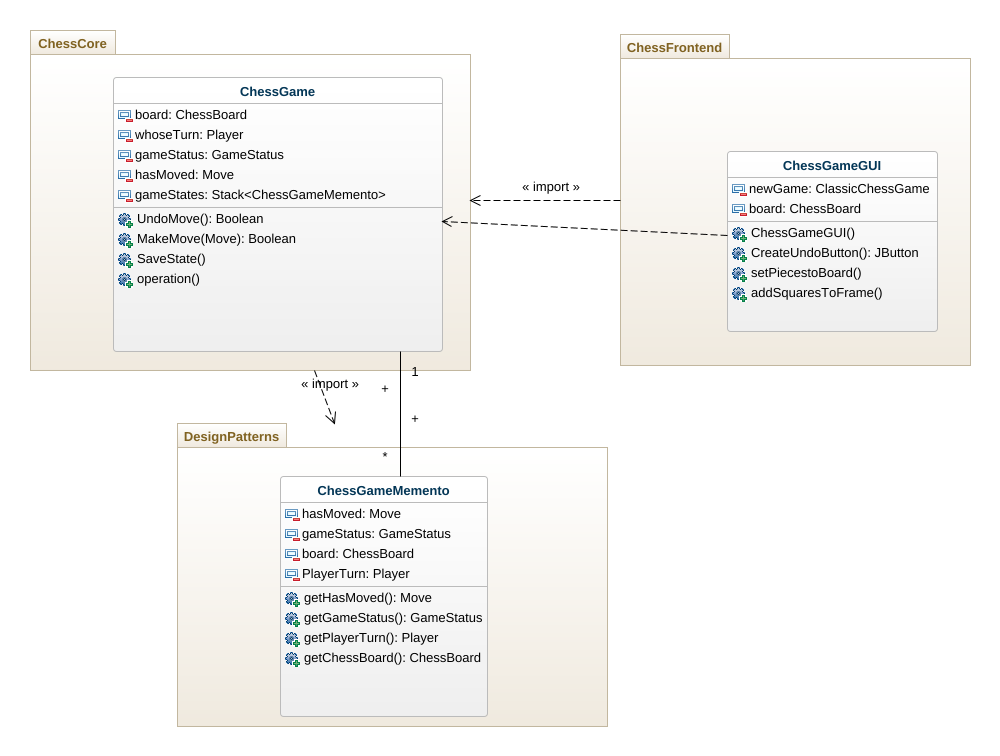 ChessCore
ChessGame
board: ChessBoard
whoseTurn: Player
gameStatus: GameStatus
hasMoved: Move
gameStates: Stack<ChessGameMemento>
UndoMove(): Boolean
MakeMove(Move): Boolean
SaveState()
operation()
« import »
ChessFrontend
ChessGameGUI
newGame: ClassicChessGame
board: ChessBoard
ChessGameGUI()
CreateUndoButton(): JButton
setPiecestoBoard()
addSquaresToFrame()
1
« import »
+
+
*
DesignPatterns
ChessGameMemento
hasMoved: Move
gameStatus: GameStatus
board: ChessBoard
PlayerTurn: Player
getHasMoved(): Move
getGameStatus(): GameStatus
getPlayerTurn(): Player
getChessBoard(): ChessBoard